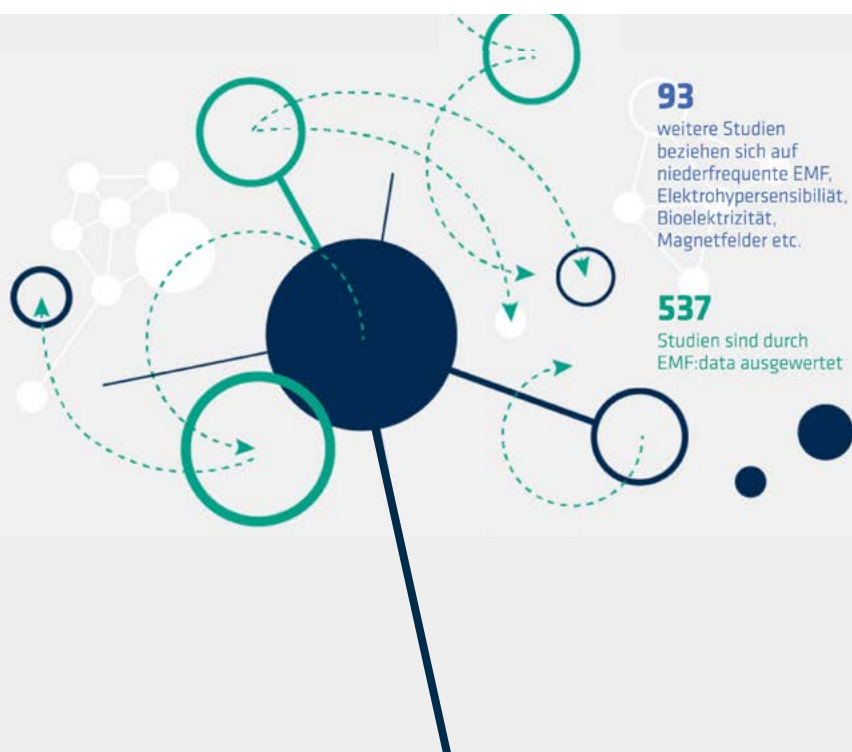 93
weitere Studien
beziehen sich auf
niederfrequente EMF,
Elektrohypersensibiliät,
Bioelektrizität,
Magnetfelder etc.
537
Studien sind durch
EMF:data ausgewertet